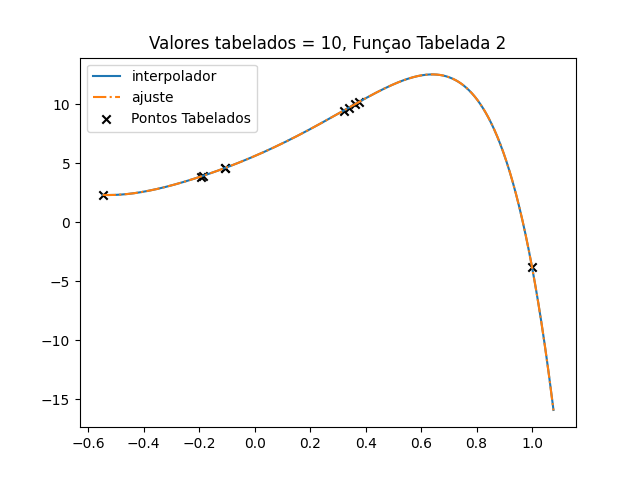 Valores tabelados = 10, Funçao Tabelada 2
interpolador
ajuste
Pontos Tabelados
10
5
0
−5
−10
−15
−0.6 −0.4 −0.2 0.0 0.2 0.4 0.6 0.8 1.0